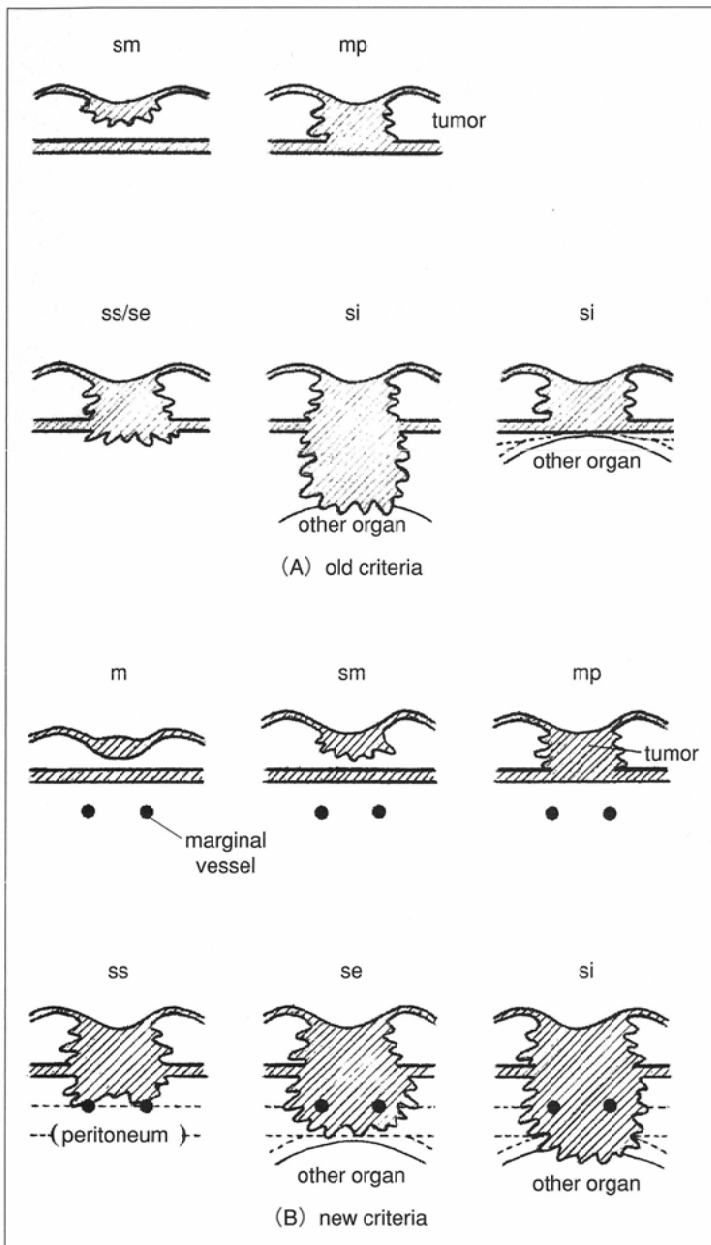 sm mp
tumor
ss/se si si
other organ
other organ
(A) old criteria
m sm mp
tumor
marginal
vessel
ss se si
(peritoneum)
other organ
other organ
(B) new criteria